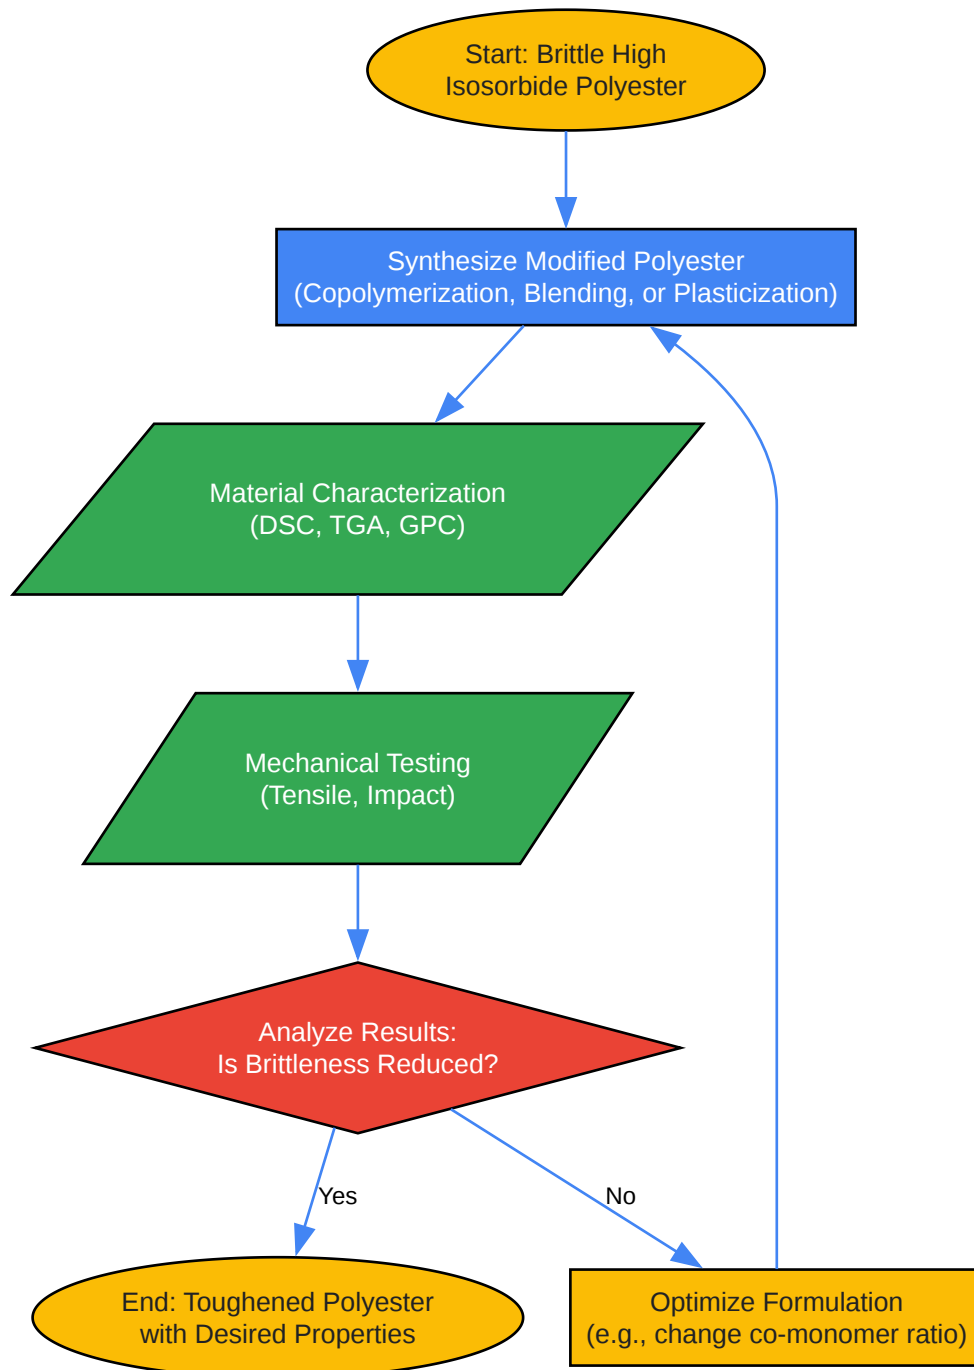 Start: Brittle High
Isosorbide Polyester
Synthesize Modified Polyester
(Copolymerization, Blending, or Plasticization)
Material Characterization
(DSC, TGA, GPC)
Mechanical Testing
(Tensile, Impact)
Analyze Results:
Is Brittleness Reduced?
Yes
No
End: Toughened Polyester
with Desired Properties
Optimize Formulation
(e.g., change co-monomer ratio)